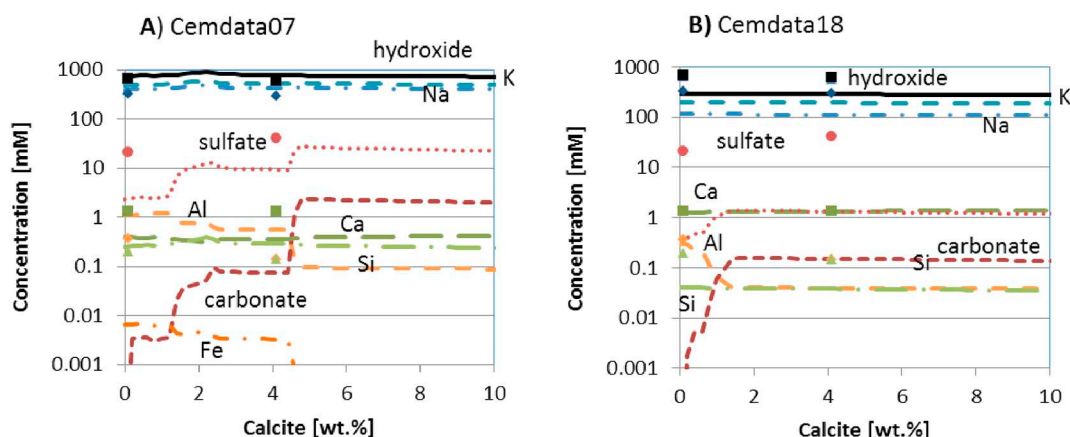 A) Cemdata07
hydroxide
1000
K
Na
100
sulfate
10
Al
Ca
1
Si
0.1
carbonate
0.01
Fe
0.001
0 2 4 6 8 10
Calcite [wt.%]
Concentration [mM]
B) Cemdata18
1000
hydroxide
K
100
sulfate
Na
10
Ca
1
Al
carbonate
Si
0.1
Si
0.01
0.001
0 2 4 6 8 10
Calcite [wt.%]
Concentration [mM]